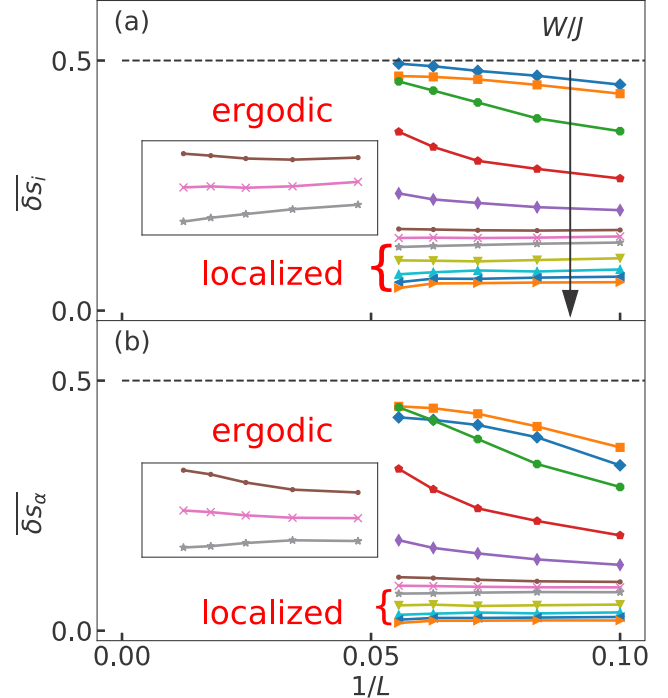 (a)
W/J
0.5
ergodic
δsᵢ
localized
0.0
(b)
0.5
ergodic
δs_α
localized
0.0
0.00
0.05
0.10
1/L